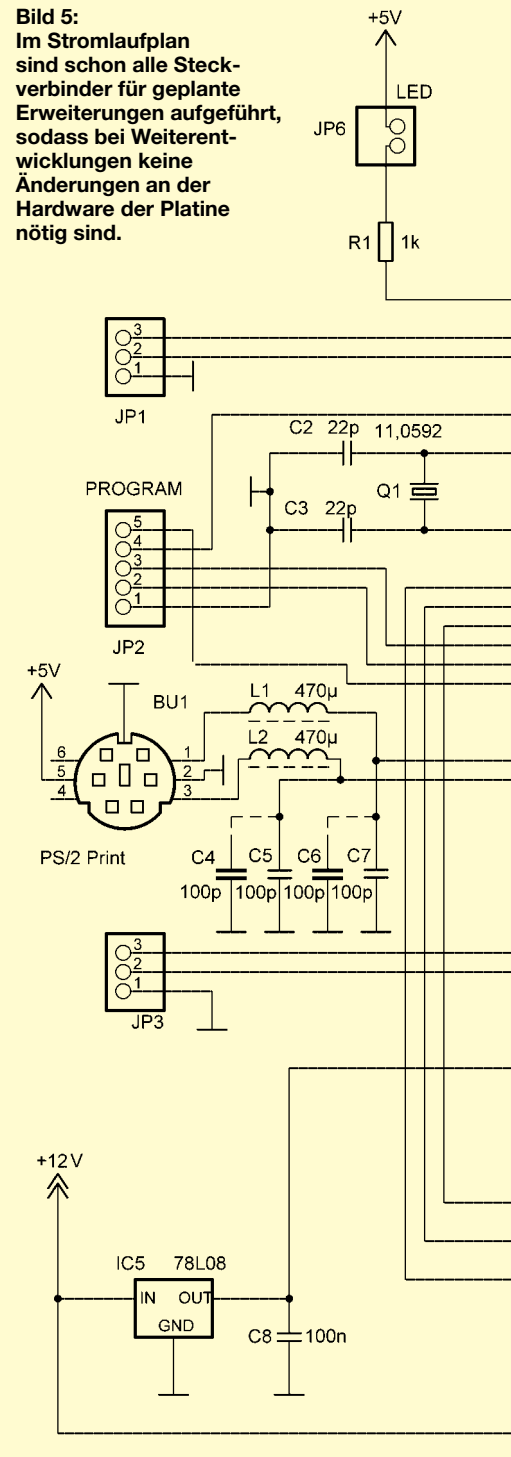 Bild 5:
Im Stromlaufplan
sind schon alle Steck-
verbinder für geplante
Erweiterungen aufgeführt,
sodass bei Weiterent-
wicklungen keine
Änderungen an der
Hardware der Platine
nötig sind.
+5V
LED
JP6
R1 1k
3
2
1
JP1
C2 22p 11,0592
Q1
C3 22p
PROGRAM
5
4
3
2
1
JP2
+5V
BU1
L1 470µ
L2 470µ
6 1
5 2
4 3
PS/2 Print
C4 C5 C6 C7
100p 100p 100p 100p
3
2
1
JP3
+12V
IC5 78L08
IN OUT
GND
C8 100n